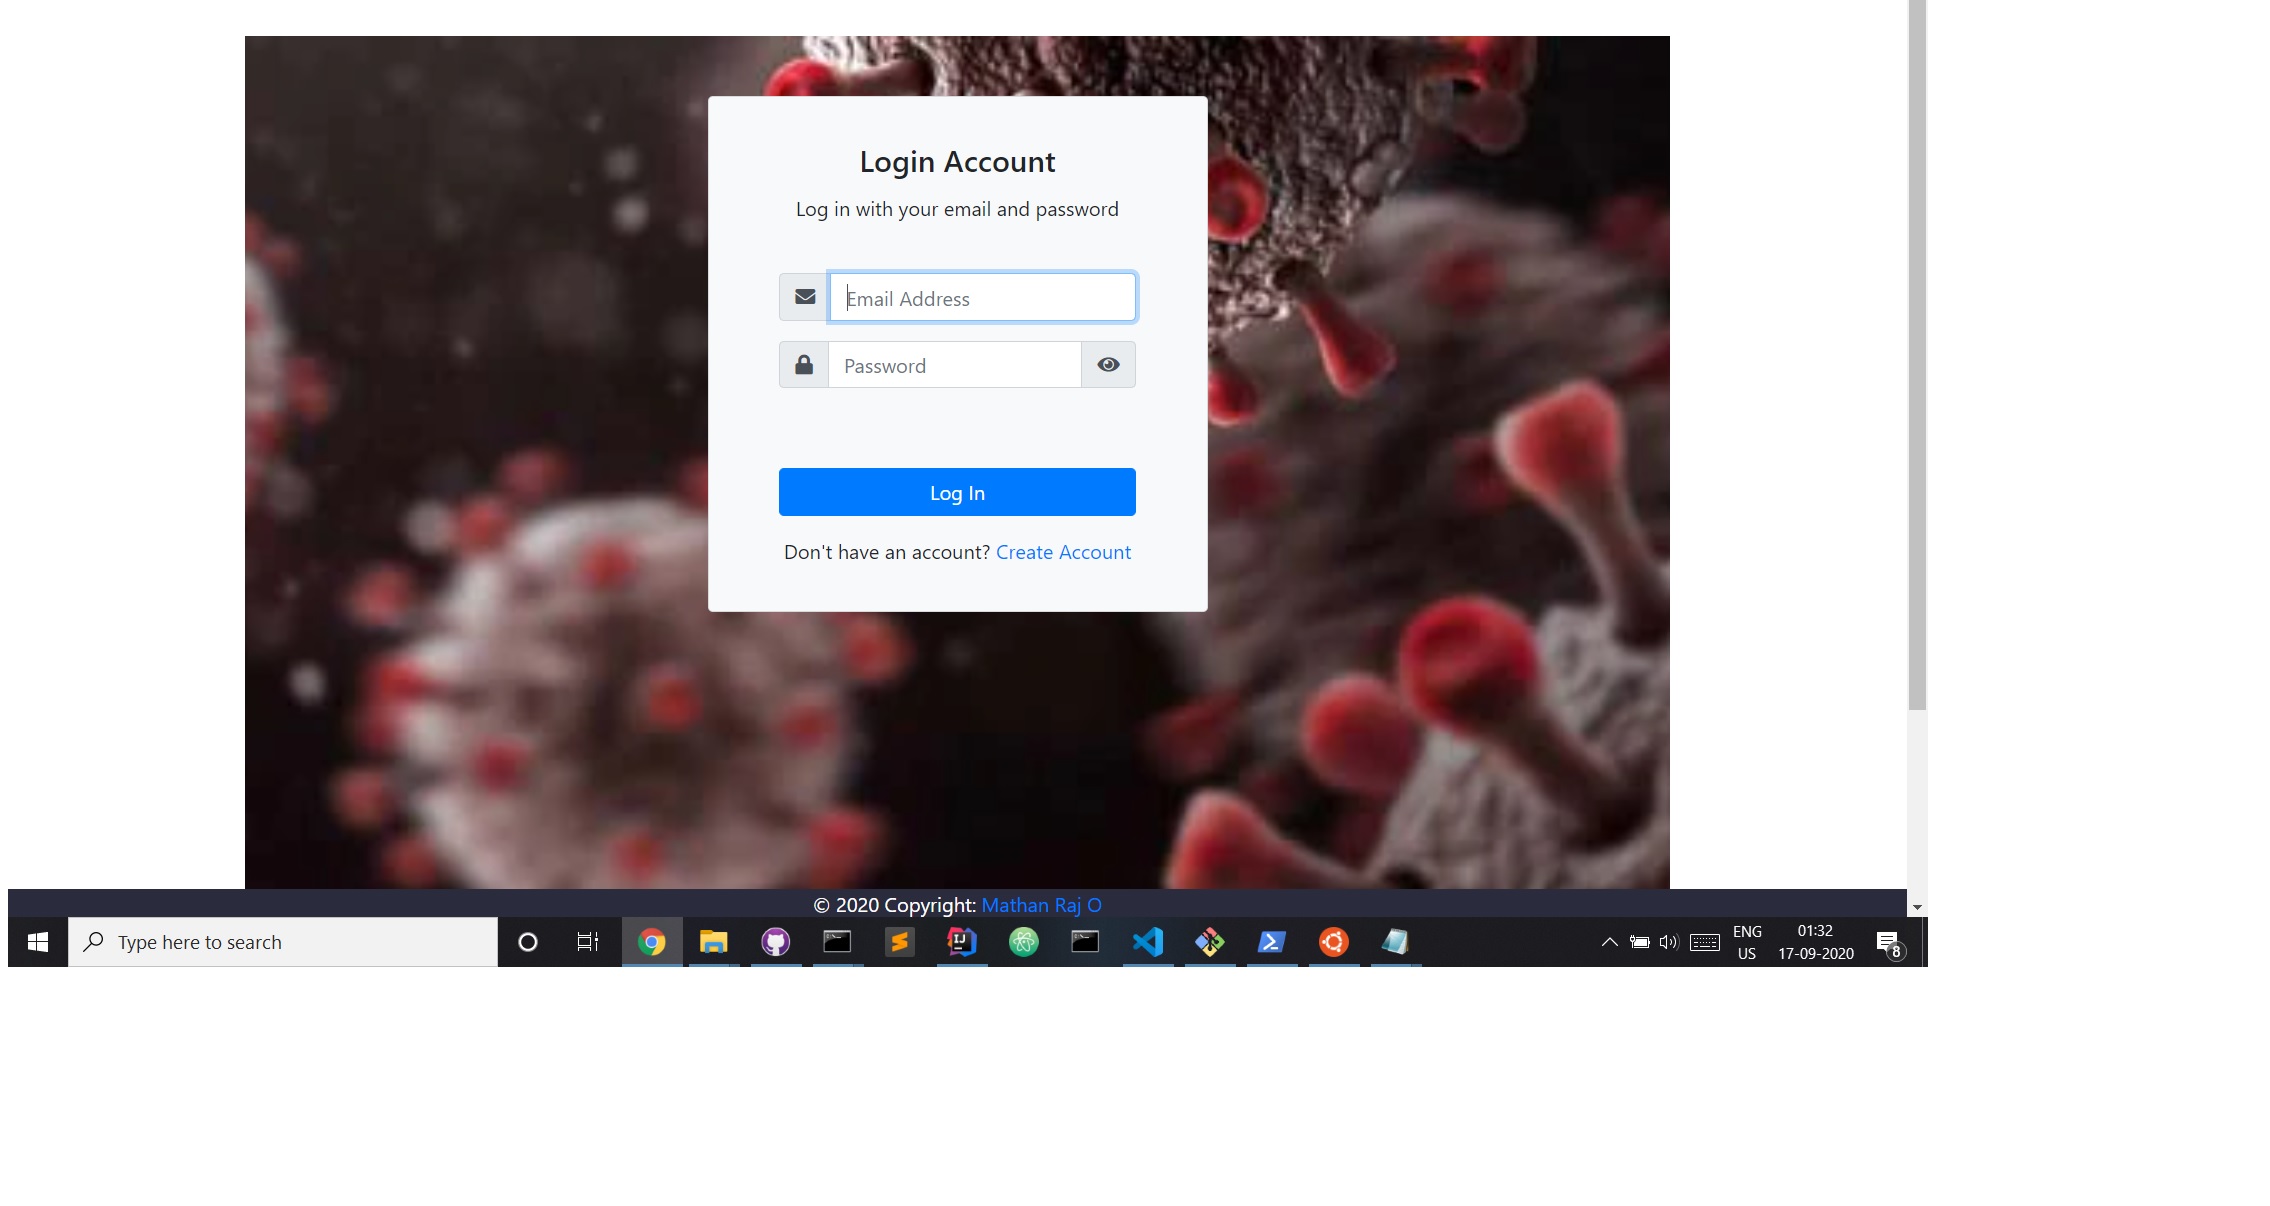 Login Account
Log in with your email and password
Email Address
Password
Log In
Don't have an account? Create Account
© 2020 Copyright: Mathan Raj O
Type here to search
ENG
US
01:32
17-09-2020
8